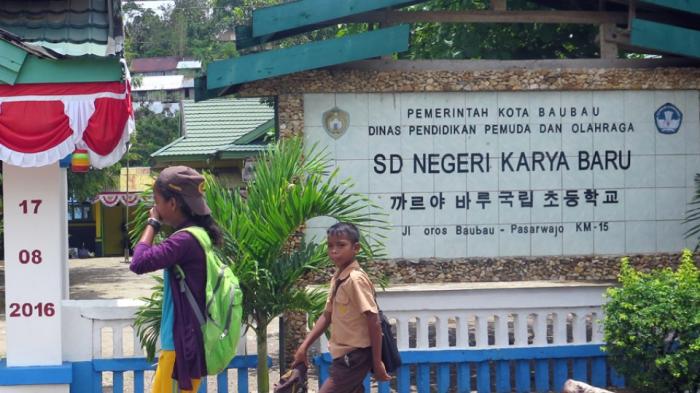 17
08
2016
PEMERINTAH KOTA BAUBAU
DINAS PENDIDIKAN PEMUDA DAN OLAHRAGA
SD NEGERI KARYA BARU
까르야 바루 국립 초등학교
Jl oros Baubau - Pasarwajo KM-15